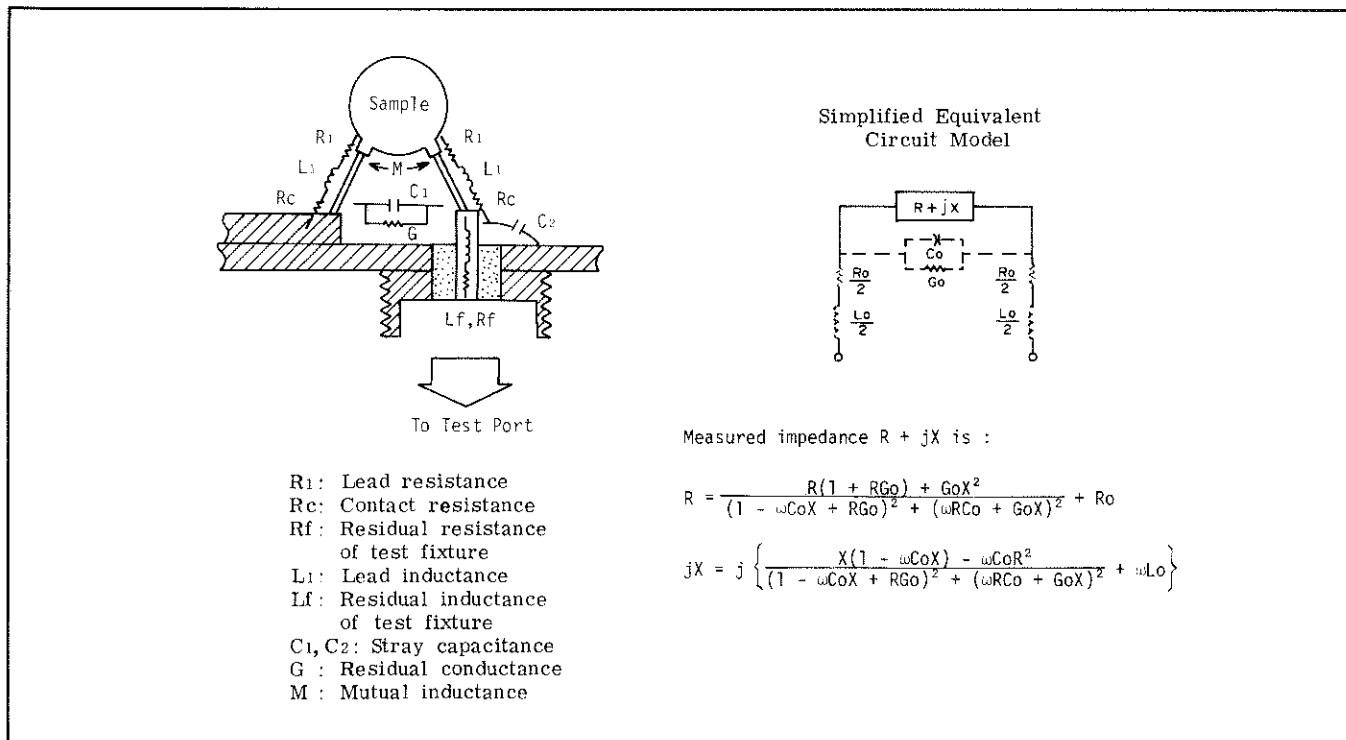 Sample
R1
R1
L1
L1
M
Rc
C1
Rc
C2
G
Lf, Rf
To Test Port
R1: Lead resistance
Rc: Contact resistance
Rf: Residual resistance
of test fixture
L1: Lead inductance
Lf: Residual inductance
of test fixture
C1, C2: Stray capacitance
G : Residual conductance
M : Mutual inductance
Simplified Equivalent
Circuit Model
R + jX
Co
Go
Ro/2
Ro/2
Lo/2
Lo/2
Measured impedance R + jX is :
R = R(1 + RGo) + GoX² / (1 - ωCoX + RGo)² + (ωRCo + GoX)² + Ro
jX = j { X(1 - ωCoX) - ωCoR² / (1 - ωCoX + RGo)² + (ωRCo + GoX)² + ωLo }